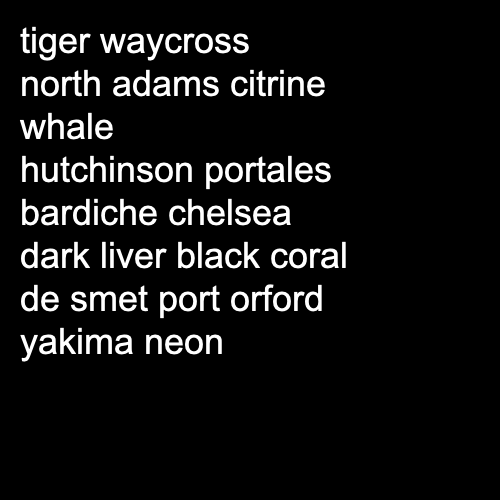 tiger waycross
north adams citrine
whale
hutchinson portales
bardiche chelsea
dark liver black coral
de smet port orford
yakima neon